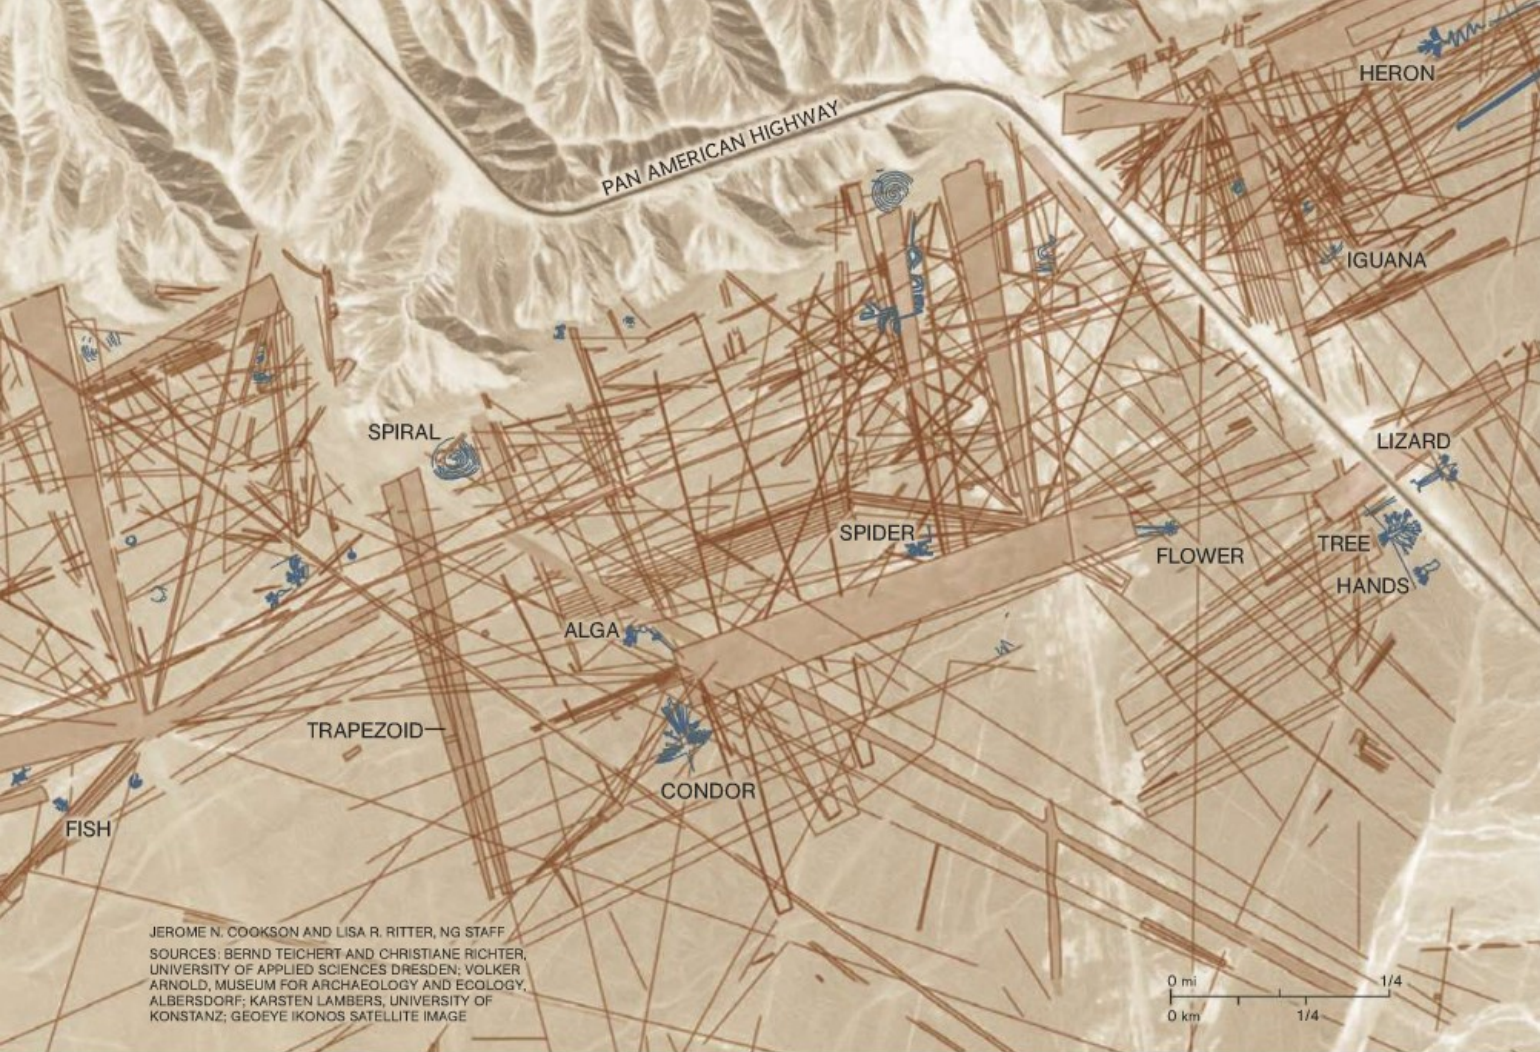 HERON
PAN AMERICAN HIGHWAY
IGUANA
SPIRAL
LIZARD
SPIDER
FLOWER
TREE
HANDS
ALGA
TRAPEZOID
CONDOR
FISH
JEROME N. COOKSON AND LISA R. RITTER, NG STAFF
SOURCES: BERND TEICHERT AND CHRISTIANE RICHTER,
UNIVERSITY OF APPLIED SCIENCES DRESDEN; VOLKER
ARNOLD, MUSEUM FOR ARCHAEOLOGY AND ECOLOGY,
ALBERSDORF; KARSTEN LAMBERS, UNIVERSITY OF
KONSTANZ; GEOEYE IKONOS SATELLITE IMAGE
0 mi 1/4
0 km 1/4